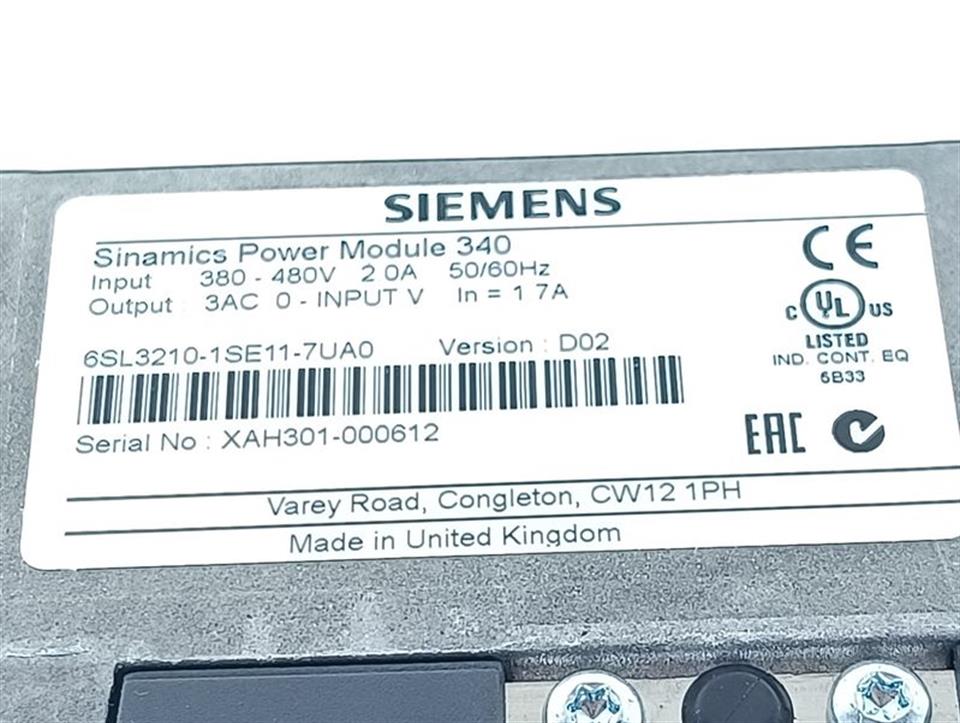 SIEMENS
Sinamics Power Module 340
Input 380 - 480V 2 0A 50/60Hz
Output : 3AC 0 - INPUT V In = 1 7A
6SL3210-1SE11-7UA0 Version : D02
Serial No : XAH301-000612
CE
C UL US
LISTED
IND. CONT. EQ
6B33
EAC
Varey Road, Congleton, CW12 1PH
Made in United Kingdom